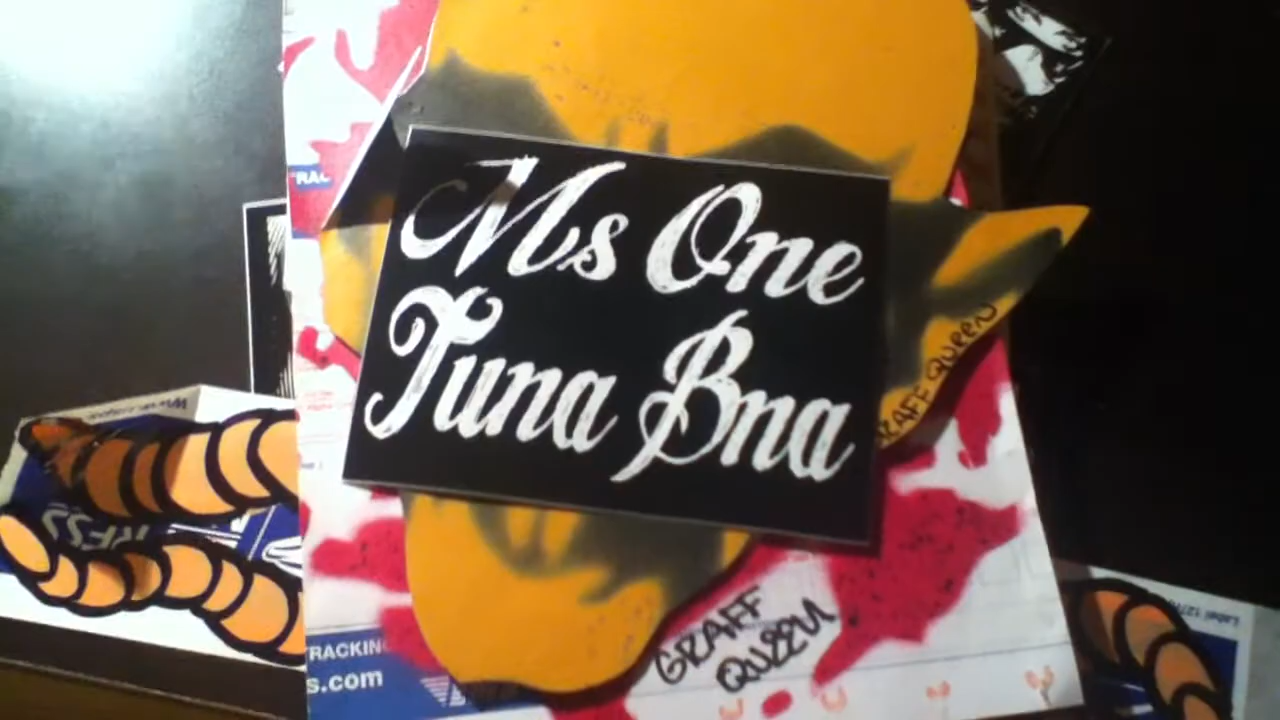 Ms One
Tuna Bna
GRAFF QUEEN
GRAFF
QUEEN
TRACKING
s.com